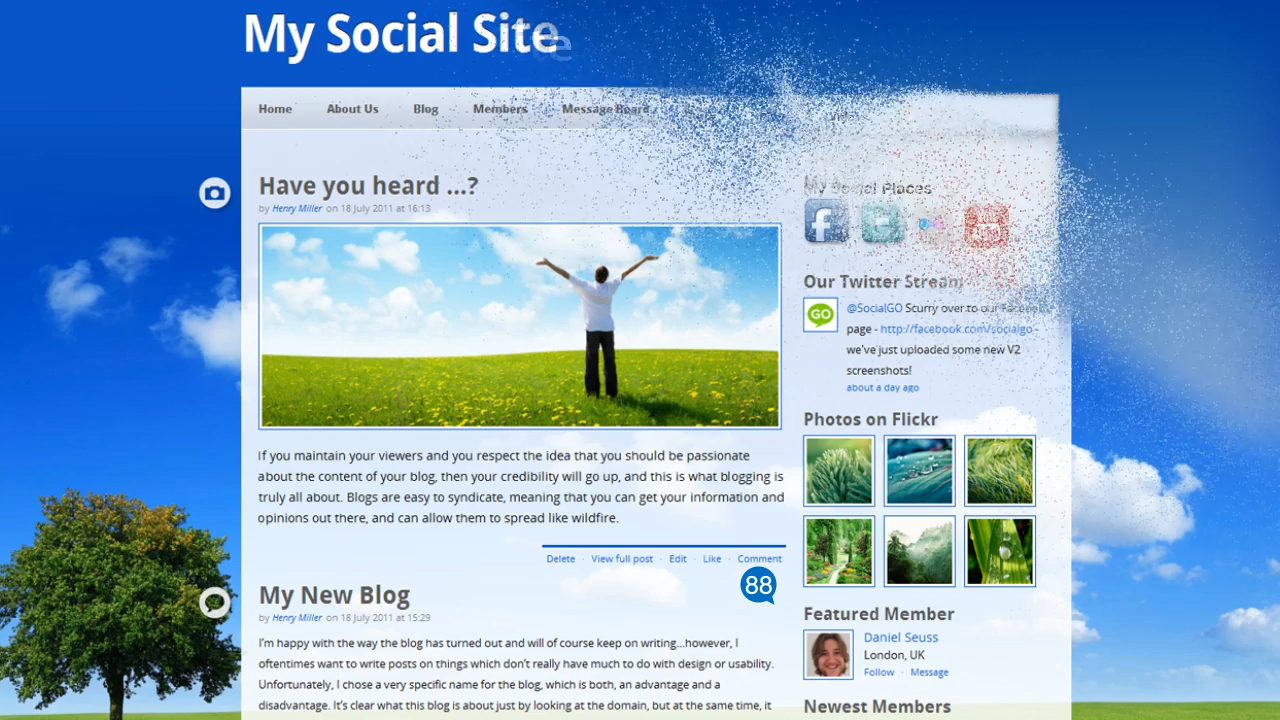 My Social Site
Home About Us Blog Members Message Board
Have you heard ...?
by Henry Miller on 18 July 2011 at 16:13
If you maintain your viewers and you respect the idea that you should be passionate
about the content of your blog, then your credibility will go up, and this is what blogging is
truly all about. Blogs are easy to syndicate, meaning that you can get your information and
opinions out there, and can allow them to spread like wildfire.
Delete · View full post · Edit · Like · Comment
88
My New Blog
by Henry Miller on 18 July 2011 at 15:29
I'm happy with the way the blog has turned out and will of course keep on writing...however, I
oftentimes want to write posts on things which don't really have much to do with design or usability.
Unfortunately, I chose a very specific name for the blog, which is both, an advantage and a
disadvantage. It's clear what this blog is about just by looking at the domain, but at the same time, it
My Social Places
f
Our Twitter Stream
GO
@SocialGO Scurry over to our Facebook
page - http://facebook.com/socialgo -
we've just uploaded some new V2
screenshots!
about a day ago
Photos on Flickr
Featured Member
Daniel Seuss
London, UK
Follow · Message
Newest Members